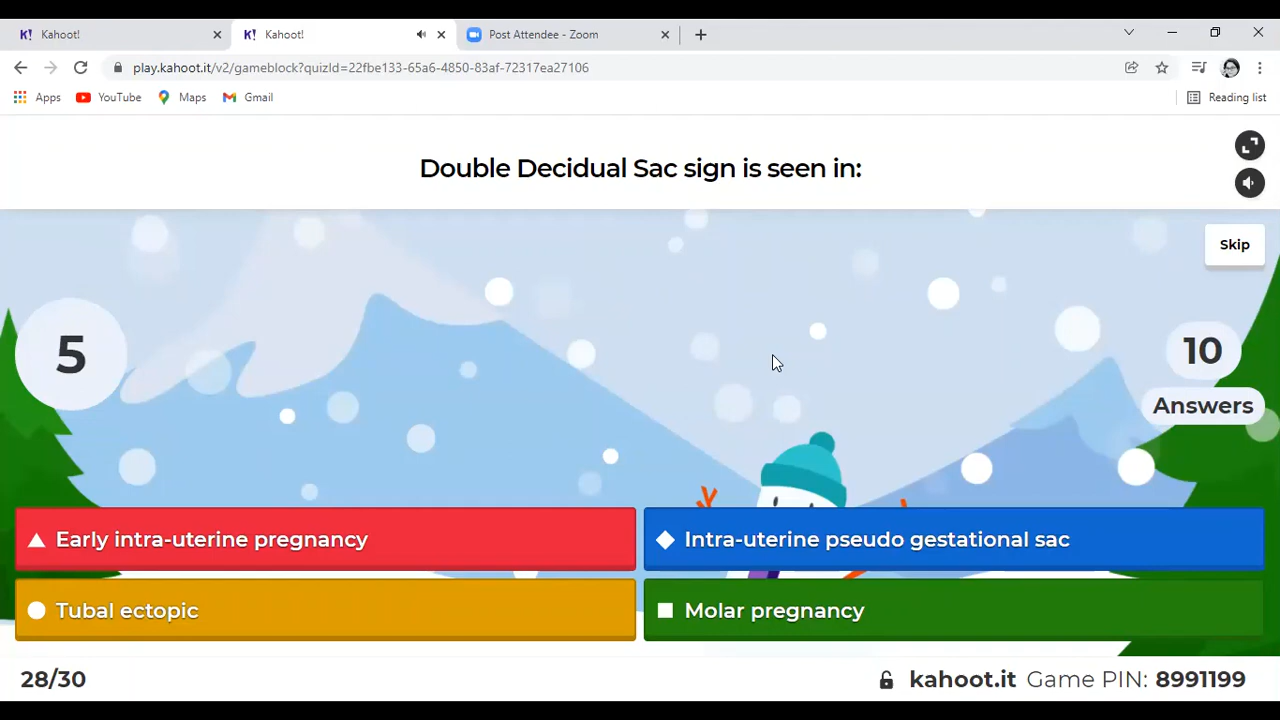 K! Kahoot!
K! Kahoot!
Post Attendee - Zoom
play.kahoot.it/v2/gameblock?quizId=22fbe133-65a6-4850-83af-72317ea27106
Apps
YouTube
Maps
Gmail
Reading list
Double Decidual Sac sign is seen in:
Skip
5
10
Answers
Early intra-uterine pregnancy
Intra-uterine pseudo gestational sac
Tubal ectopic
Molar pregnancy
28/30
kahoot.it Game PIN: 8991199